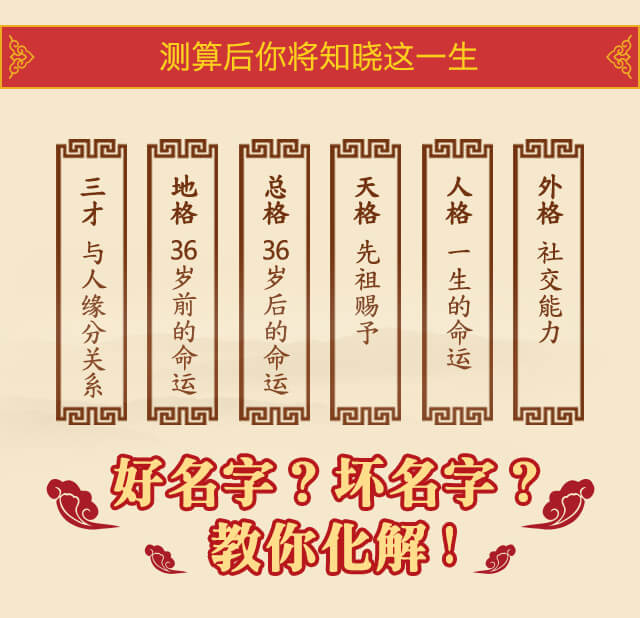 测算后你将知晓这一生
三才 与人缘分关系
地格 36岁前的命运
总格 36岁后的命运
天格 先祖赐予
人格 一生的命运
外格 社交能力
好名字？坏名字？
教你化解！